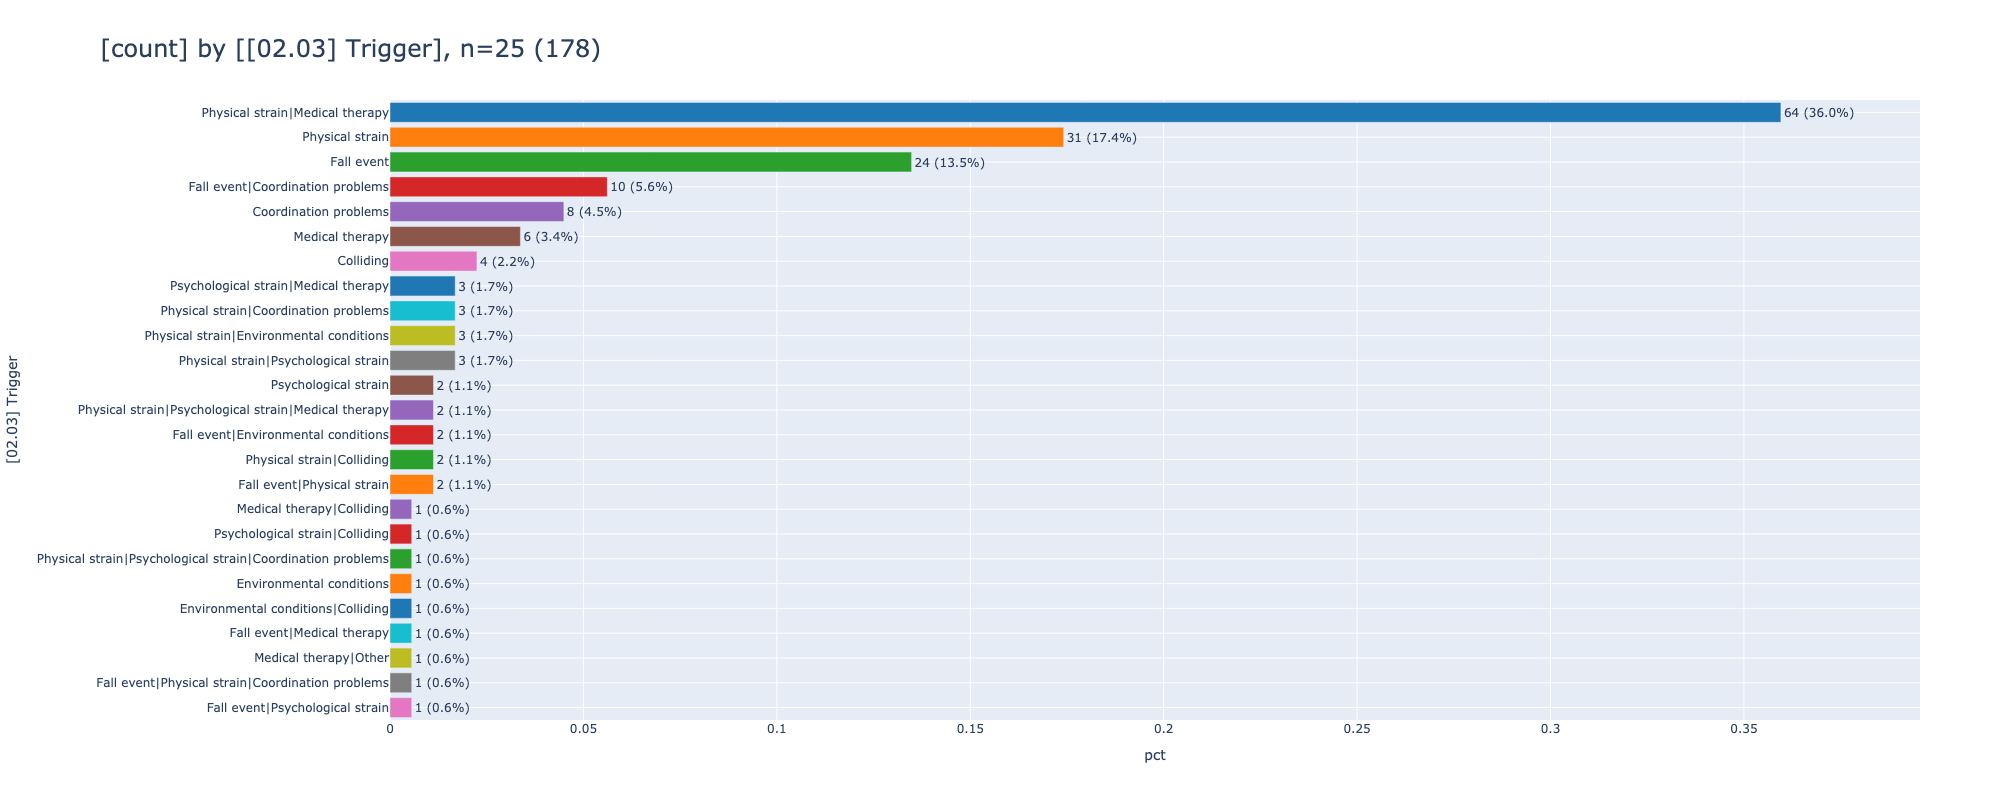 [count] by [[02.03] Trigger], n=25 (178)
Physical strain|Medical therapy 64 (36.0%)
Physical strain 31 (17.4%)
Fall event 24 (13.5%)
Fall event|Coordination problems 10 (5.6%)
Coordination problems 8 (4.5%)
Medical therapy 6 (3.4%)
Colliding 4 (2.2%)
Psychological strain|Medical therapy 3 (1.7%)
Physical strain|Coordination problems 3 (1.7%)
Physical strain|Environmental conditions 3 (1.7%)
Physical strain|Psychological strain 3 (1.7%)
Psychological strain 2 (1.1%)
Physical strain|Psychological strain|Medical therapy 2 (1.1%)
Fall event|Environmental conditions 2 (1.1%)
Physical strain|Colliding 2 (1.1%)
Fall event|Physical strain 2 (1.1%)
Medical therapy|Colliding 1 (0.6%)
Psychological strain|Colliding 1 (0.6%)
Physical strain|Psychological strain|Coordination problems 1 (0.6%)
Environmental conditions 1 (0.6%)
Environmental conditions|Colliding 1 (0.6%)
Fall event|Medical therapy 1 (0.6%)
Medical therapy|Other 1 (0.6%)
Fall event|Physical strain|Coordination problems 1 (0.6%)
Fall event|Psychological strain 1 (0.6%)
[02.03] Trigger
0 0.05 0.1 0.15 0.2 0.25 0.3 0.35
pct